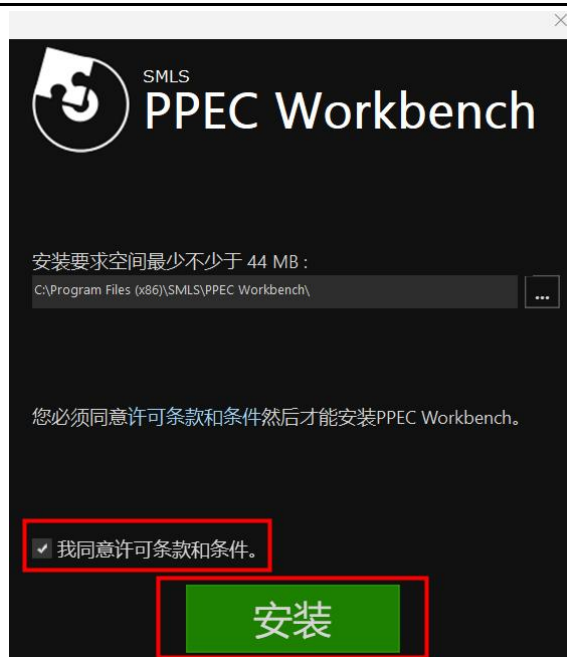 SMLS
PPEC Workbench
安装要求空间最少不少于 44 MB :
C:\Program Files (x86)\SMLS\PPEC Workbench\
...
您必须同意许可条款和条件然后才能安装PPEC Workbench。
我同意许可条款和条件。
安装